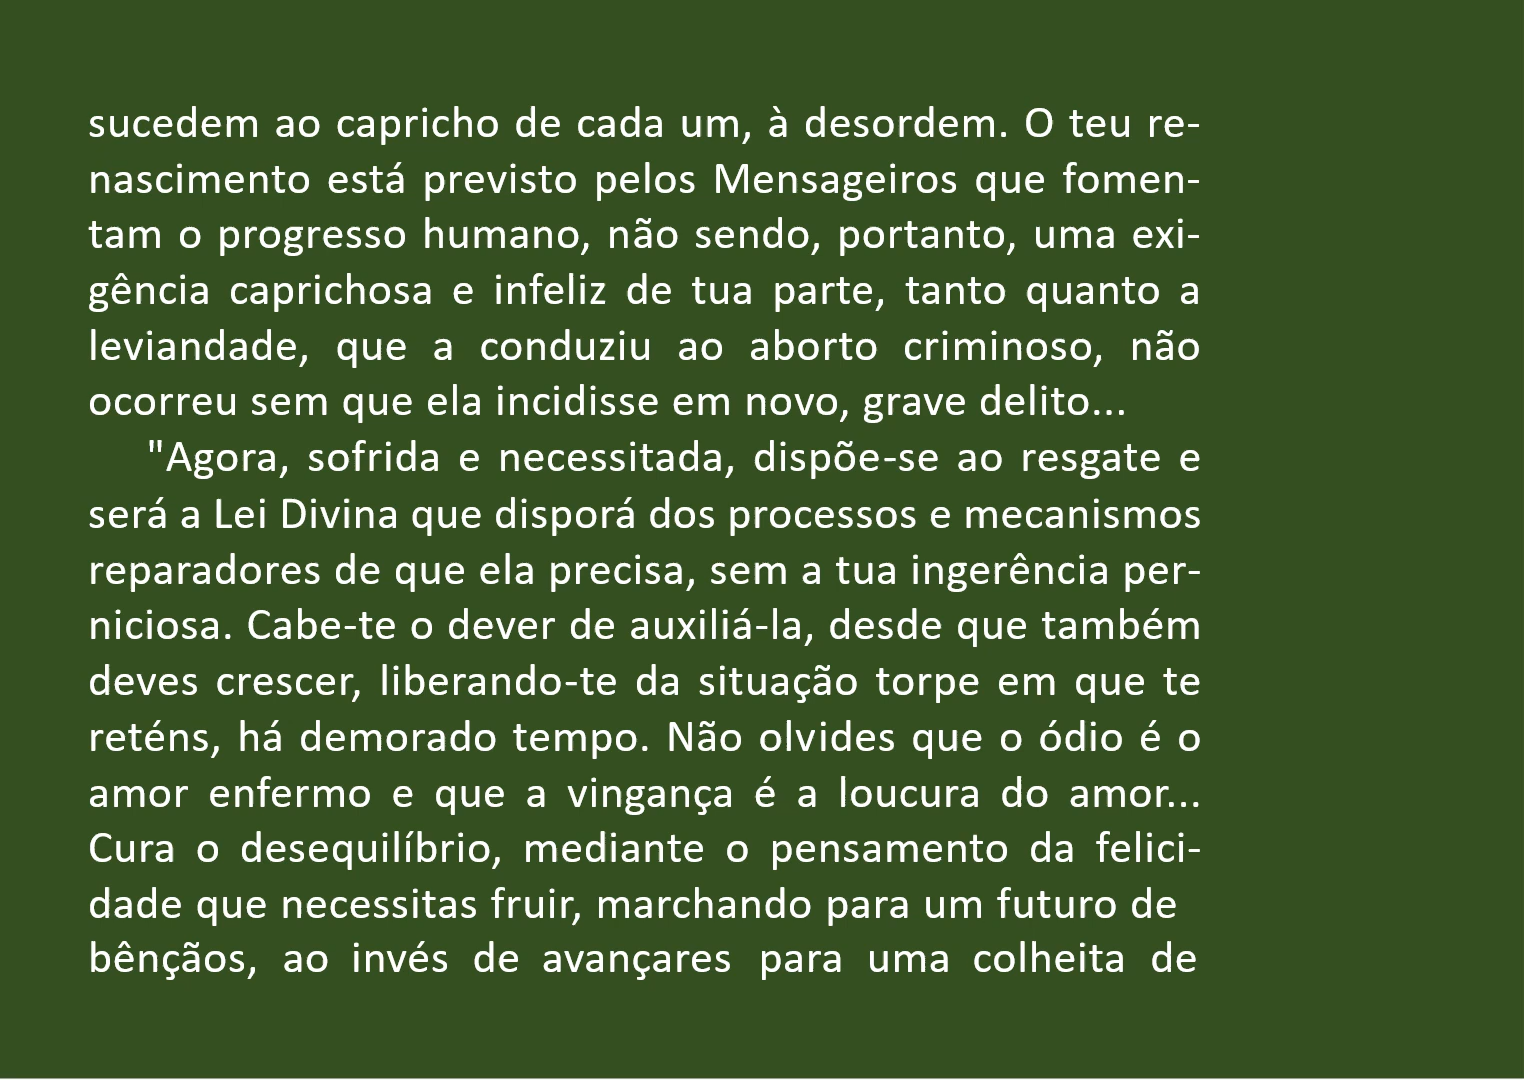 sucedem ao capricho de cada um, à desordem. O teu re-
nascimento está previsto pelos Mensageiros que fomen-
tam o progresso humano, não sendo, portanto, uma exi-
gência caprichosa e infeliz de tua parte, tanto quanto a
leviandade, que a conduziu ao aborto criminoso, não
ocorreu sem que ela incidisse em novo, grave delito...
"Agora, sofrida e necessitada, dispõe-se ao resgate e
será a Lei Divina que disporá dos processos e mecanismos
reparadores de que ela precisa, sem a tua ingerência per-
niciosa. Cabe-te o dever de auxiliá-la, desde que também
deves crescer, liberando-te da situação torpe em que te
reténs, há demorado tempo. Não olvides que o ódio é o
amor enfermo e que a vingança é a loucura do amor...
Cura o desequilíbrio, mediante o pensamento da felici-
dade que necessitas fruir, marchando para um futuro de
bênçãos, ao invés de avançares para uma colheita de